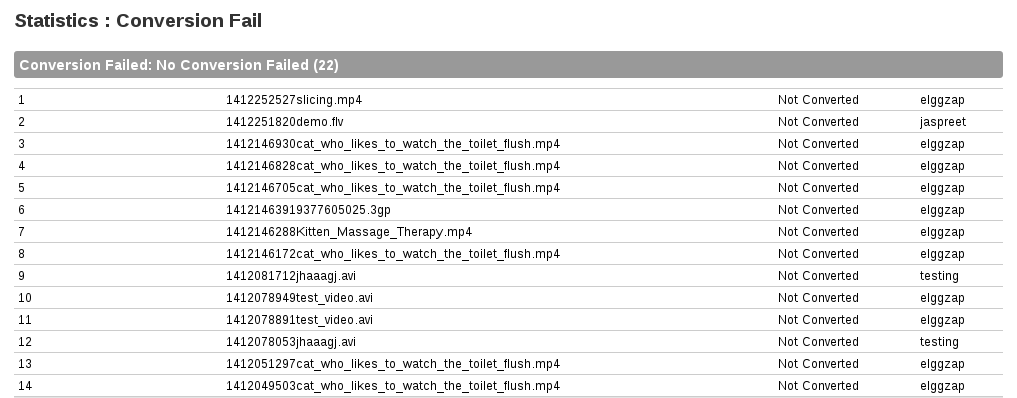 Statistics : Conversion Fail
Conversion Failed: No Conversion Failed (22)
1 1412252527slicing.mp4 Not Converted elggzap
2 1412251820demo.flv Not Converted jaspreet
3 1412146930cat_who_likes_to_watch_the_toilet_flush.mp4 Not Converted elggzap
4 1412146828cat_who_likes_to_watch_the_toilet_flush.mp4 Not Converted elggzap
5 1412146705cat_who_likes_to_watch_the_toilet_flush.mp4 Not Converted elggzap
6 14121463919377605025.3gp Not Converted elggzap
7 1412146288Kitten_Massage_Therapy.mp4 Not Converted elggzap
8 1412146172cat_who_likes_to_watch_the_toilet_flush.mp4 Not Converted elggzap
9 1412081712jhaaagj.avi Not Converted testing
10 1412078949test_video.avi Not Converted elggzap
11 1412078891test_video.avi Not Converted elggzap
12 1412078053jhaaagj.avi Not Converted testing
13 1412051297cat_who_likes_to_watch_the_toilet_flush.mp4 Not Converted elggzap
14 1412049503cat_who_likes_to_watch_the_toilet_flush.mp4 Not Converted elggzap